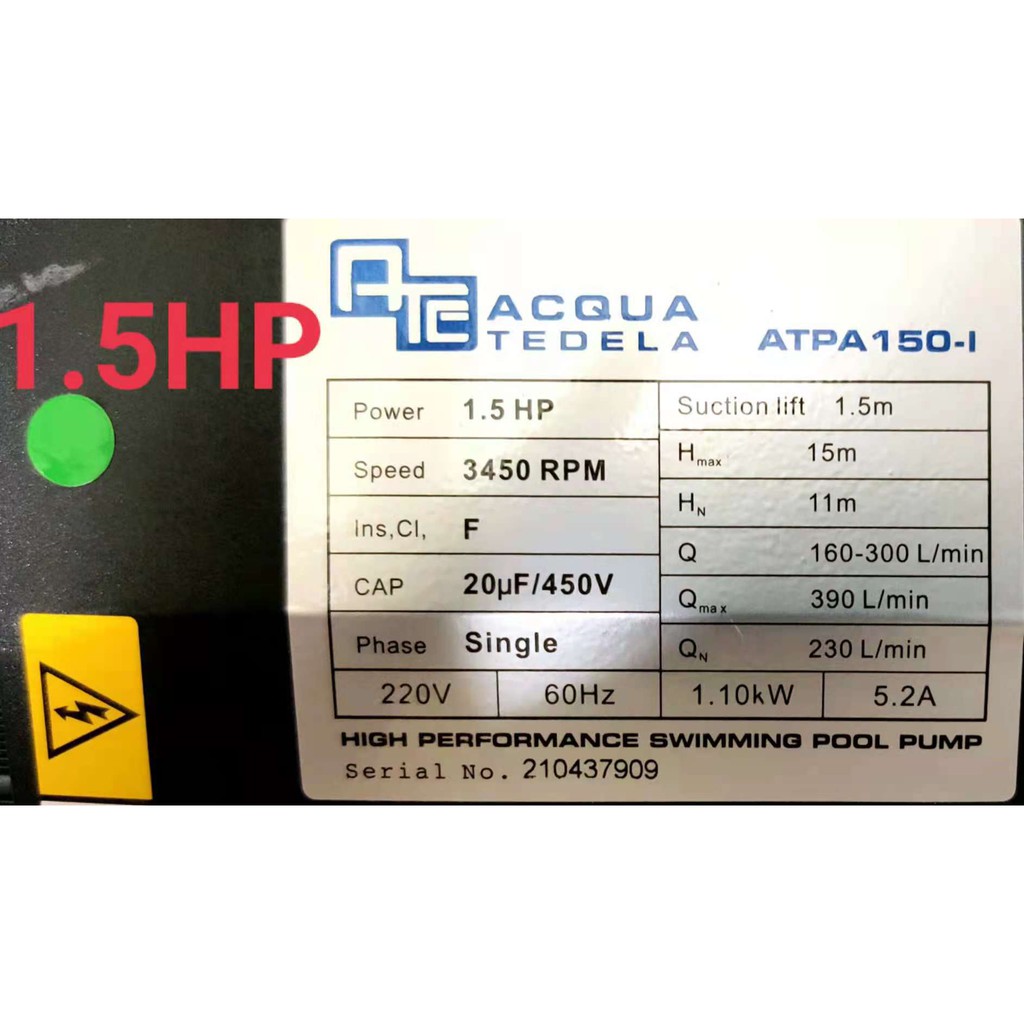 1.5HP
ATE ACQUA
TEDELA ATPA150-I
Power 1.5 HP
Speed 3450 RPM
Ins,Cl, F
CAP 20µF/450V
Phase Single
Suction lift 1.5m
Hmax 15m
HN 11m
Q 160-300 L/min
Qmax 390 L/min
QN 230 L/min
220V 60Hz 1.10kW 5.2A
HIGH PERFORMANCE SWIMMING POOL PUMP
Serial No. 210437909